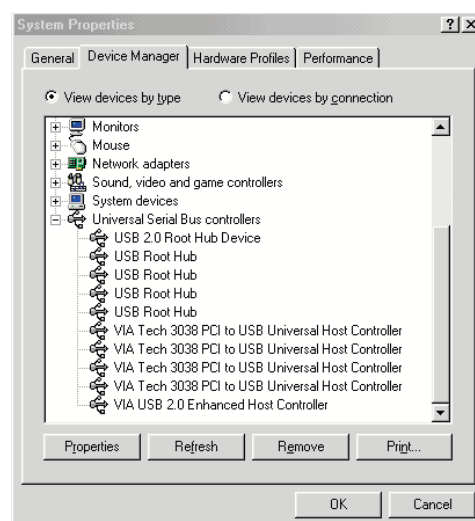 System Properties
General Device Manager Hardware Profiles Performance
View devices by type View devices by connection
Monitors
Mouse
Network adapters
Sound, video and game controllers
System devices
Universal Serial Bus controllers
USB 2.0 Root Hub Device
USB Root Hub
USB Root Hub
USB Root Hub
USB Root Hub
VIA Tech 3038 PCI to USB Universal Host Controller
VIA Tech 3038 PCI to USB Universal Host Controller
VIA Tech 3038 PCI to USB Universal Host Controller
VIA Tech 3038 PCI to USB Universal Host Controller
VIA USB 2.0 Enhanced Host Controller
Properties Refresh Remove Print...
OK Cancel